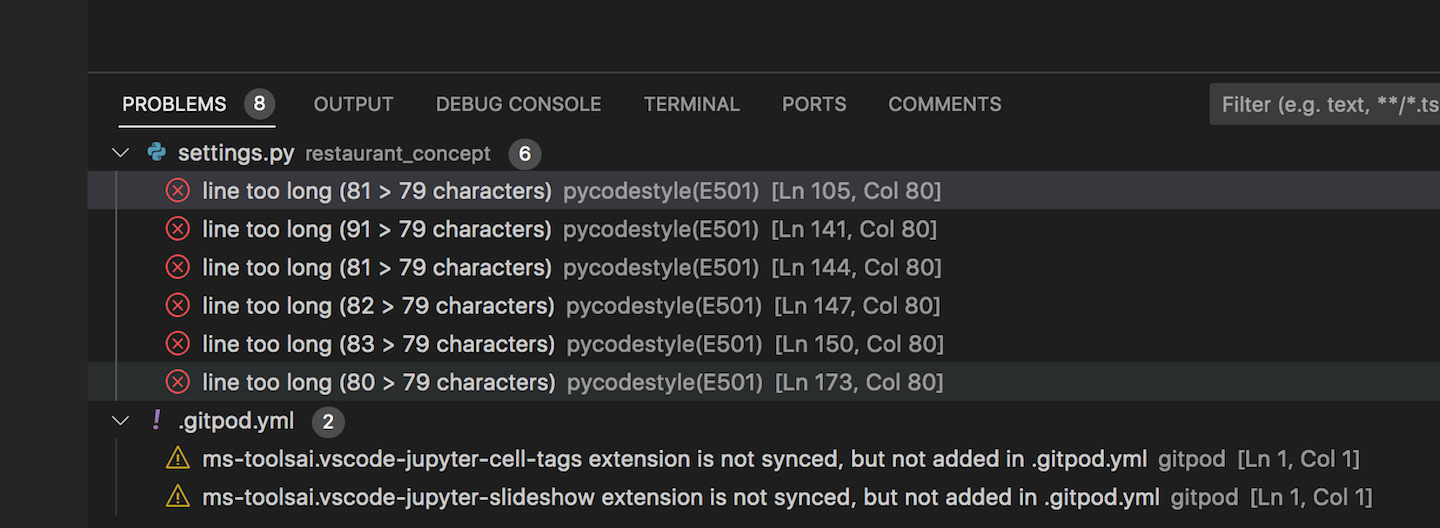 PROBLEMS 8 OUTPUT DEBUG CONSOLE TERMINAL PORTS COMMENTS Filter (e.g. text, **/*.ts
settings.py restaurant_concept 6
line too long (81 > 79 characters) pycodestyle(E501) [Ln 105, Col 80]
line too long (91 > 79 characters) pycodestyle(E501) [Ln 141, Col 80]
line too long (81 > 79 characters) pycodestyle(E501) [Ln 144, Col 80]
line too long (82 > 79 characters) pycodestyle(E501) [Ln 147, Col 80]
line too long (83 > 79 characters) pycodestyle(E501) [Ln 150, Col 80]
line too long (80 > 79 characters) pycodestyle(E501) [Ln 173, Col 80]
! .gitpod.yml 2
ms-toolsai.vscode-jupyter-cell-tags extension is not synced, but not added in .gitpod.yml gitpod [Ln 1, Col 1]
ms-toolsai.vscode-jupyter-slideshow extension is not synced, but not added in .gitpod.yml gitpod [Ln 1, Col 1]